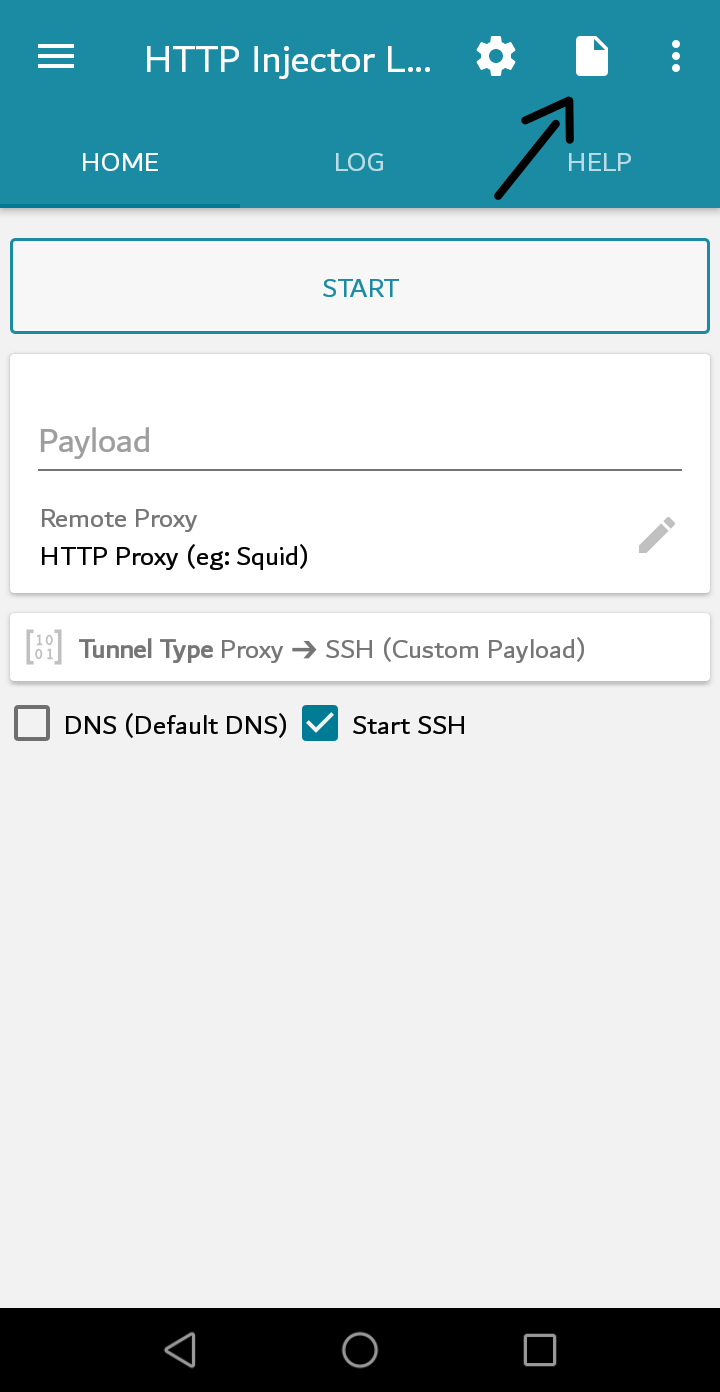 HTTP Injector L...
HOME LOG HELP
START
Payload
Remote Proxy
HTTP Proxy (eg: Squid)
10
01
Tunnel Type Proxy ➔ SSH (Custom Payload)
DNS (Default DNS) Start SSH